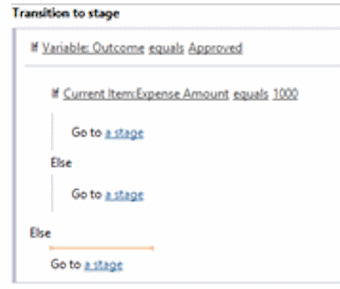 Transition to stage
If Variable: Outcome equals Approved
If Current Item:Expense Amount equals 1000
Go to a stage
Else
Go to a stage
Else
Go to a stage